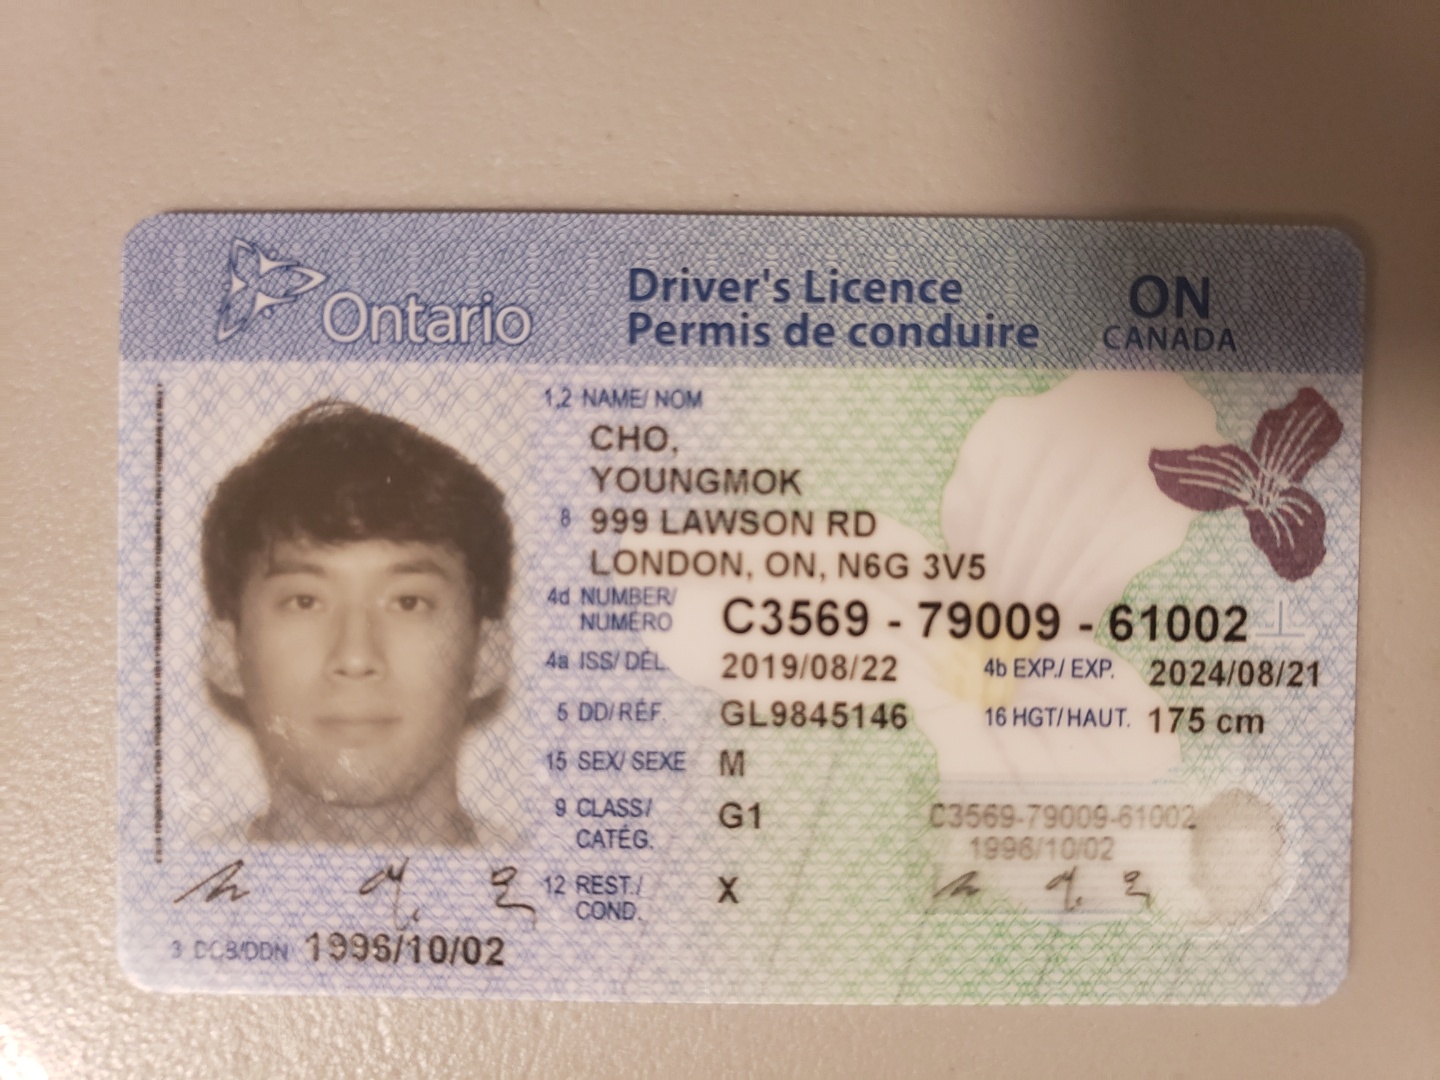 Ontario
Driver's Licence
Permis de conduire
ON
CANADA
1,2 NAME/ NOM
CHO,
YOUNGMOK
8 999 LAWSON RD
LONDON, ON, N6G 3V5
4d NUMBER/
NUMÉRO
C3569 - 79009 - 61002
4a ISS/ DÉL. 2019/08/22 4b EXP./ EXP. 2024/08/21
5 DD/RÉF. GL9845146 16 HGT/HAUT. 175 cm
15 SEX/ SEXE M
9 CLASS/
CATÉG.
G1
C3569-79009-61002
1996/10/02
12 REST./
COND.
X
3 DOB/DDN 1996/10/02